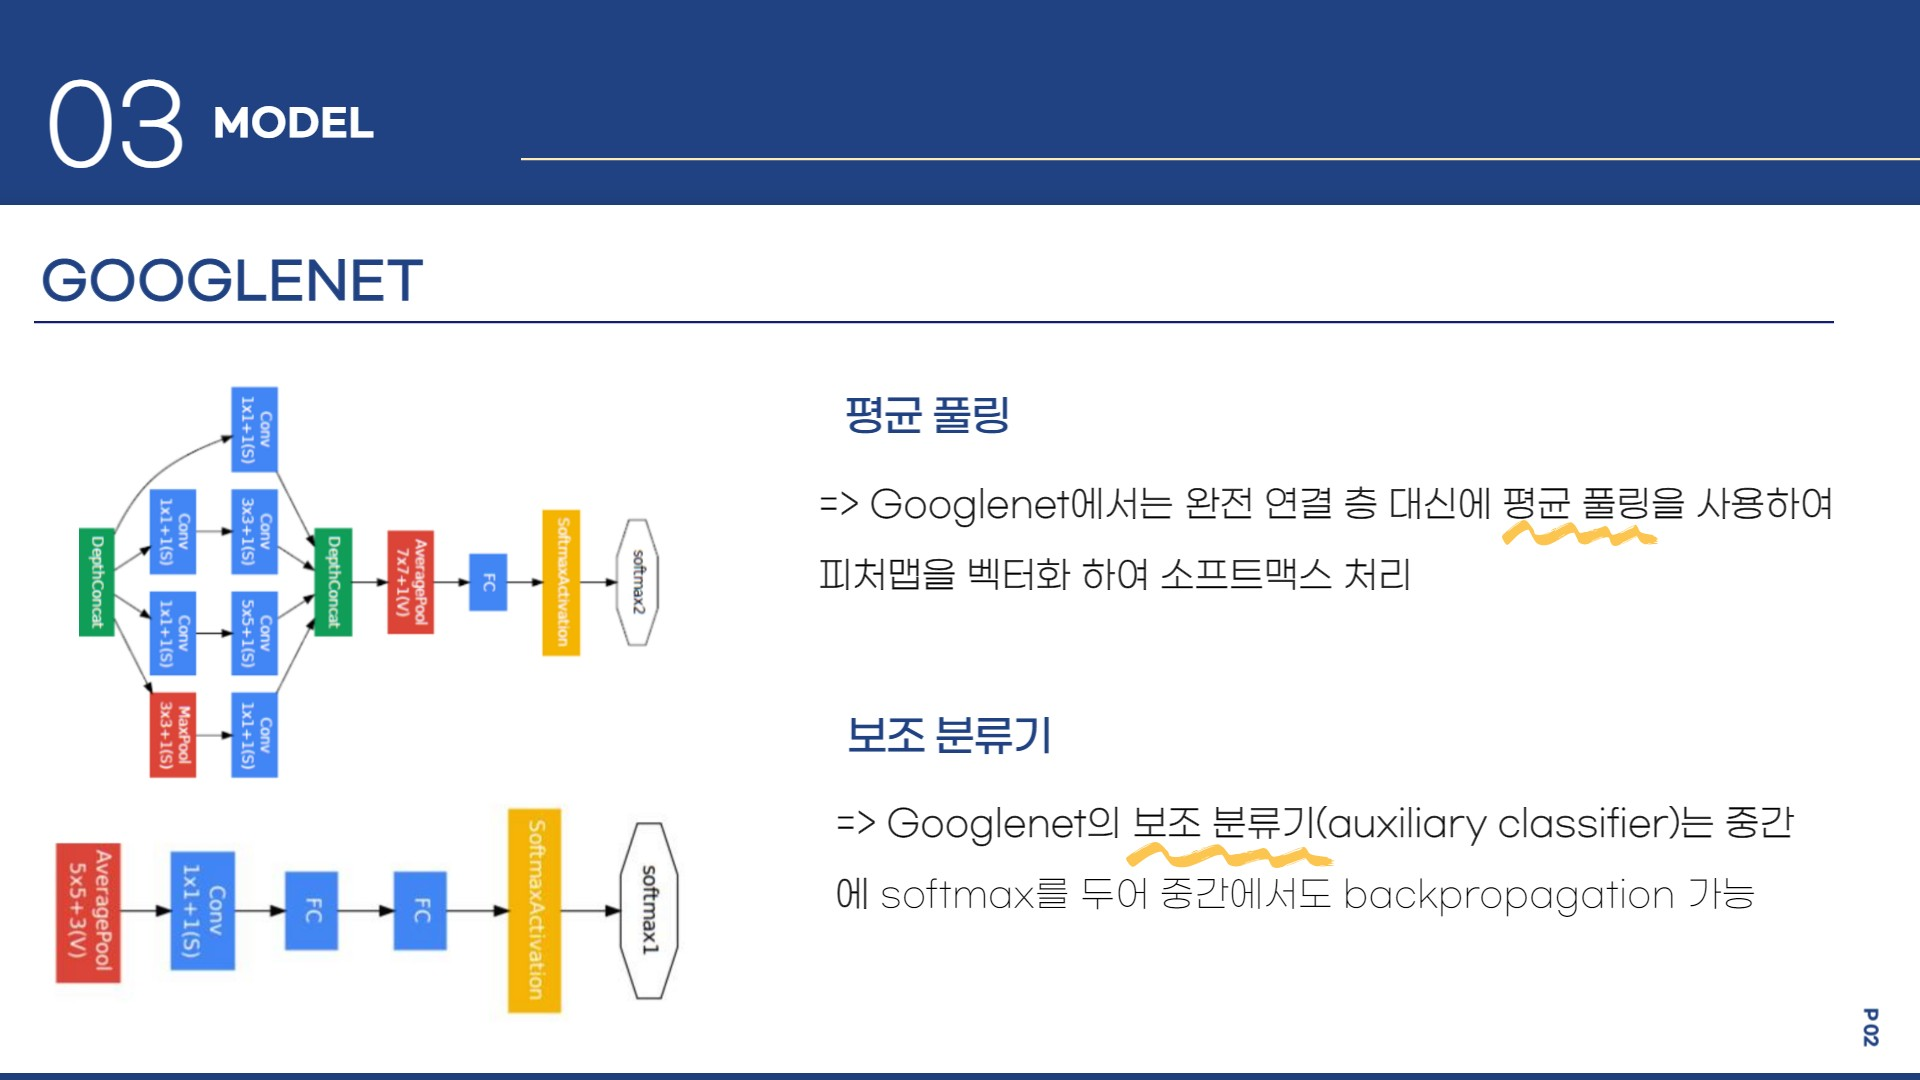 03 MODEL
GOOGLENET
Conv
1x1+1(S)
Conv
1x1+1(S)
Conv
3x3+1(S)
DepthConcat
DepthConcat
AveragePool
7x7+1(V)
FC
SoftmaxActivation
softmax2
Conv
1x1+1(S)
Conv
5x5+1(S)
MaxPool
3x3+1(S)
Conv
1x1+1(S)
평균 풀링
=> Googlenet에서는 완전 연결 층 대신에 평균 풀링을 사용하여
피처맵을 벡터화 하여 소프트맥스 처리
AveragePool
5x5+3(V)
Conv
1x1+1(S)
FC
FC
SoftmaxActivation
softmax1
보조 분류기
=> Googlenet의 보조 분류기(auxiliary classifier)는 중간
에 softmax를 두어 중간에서도 backpropagation 가능
P 02